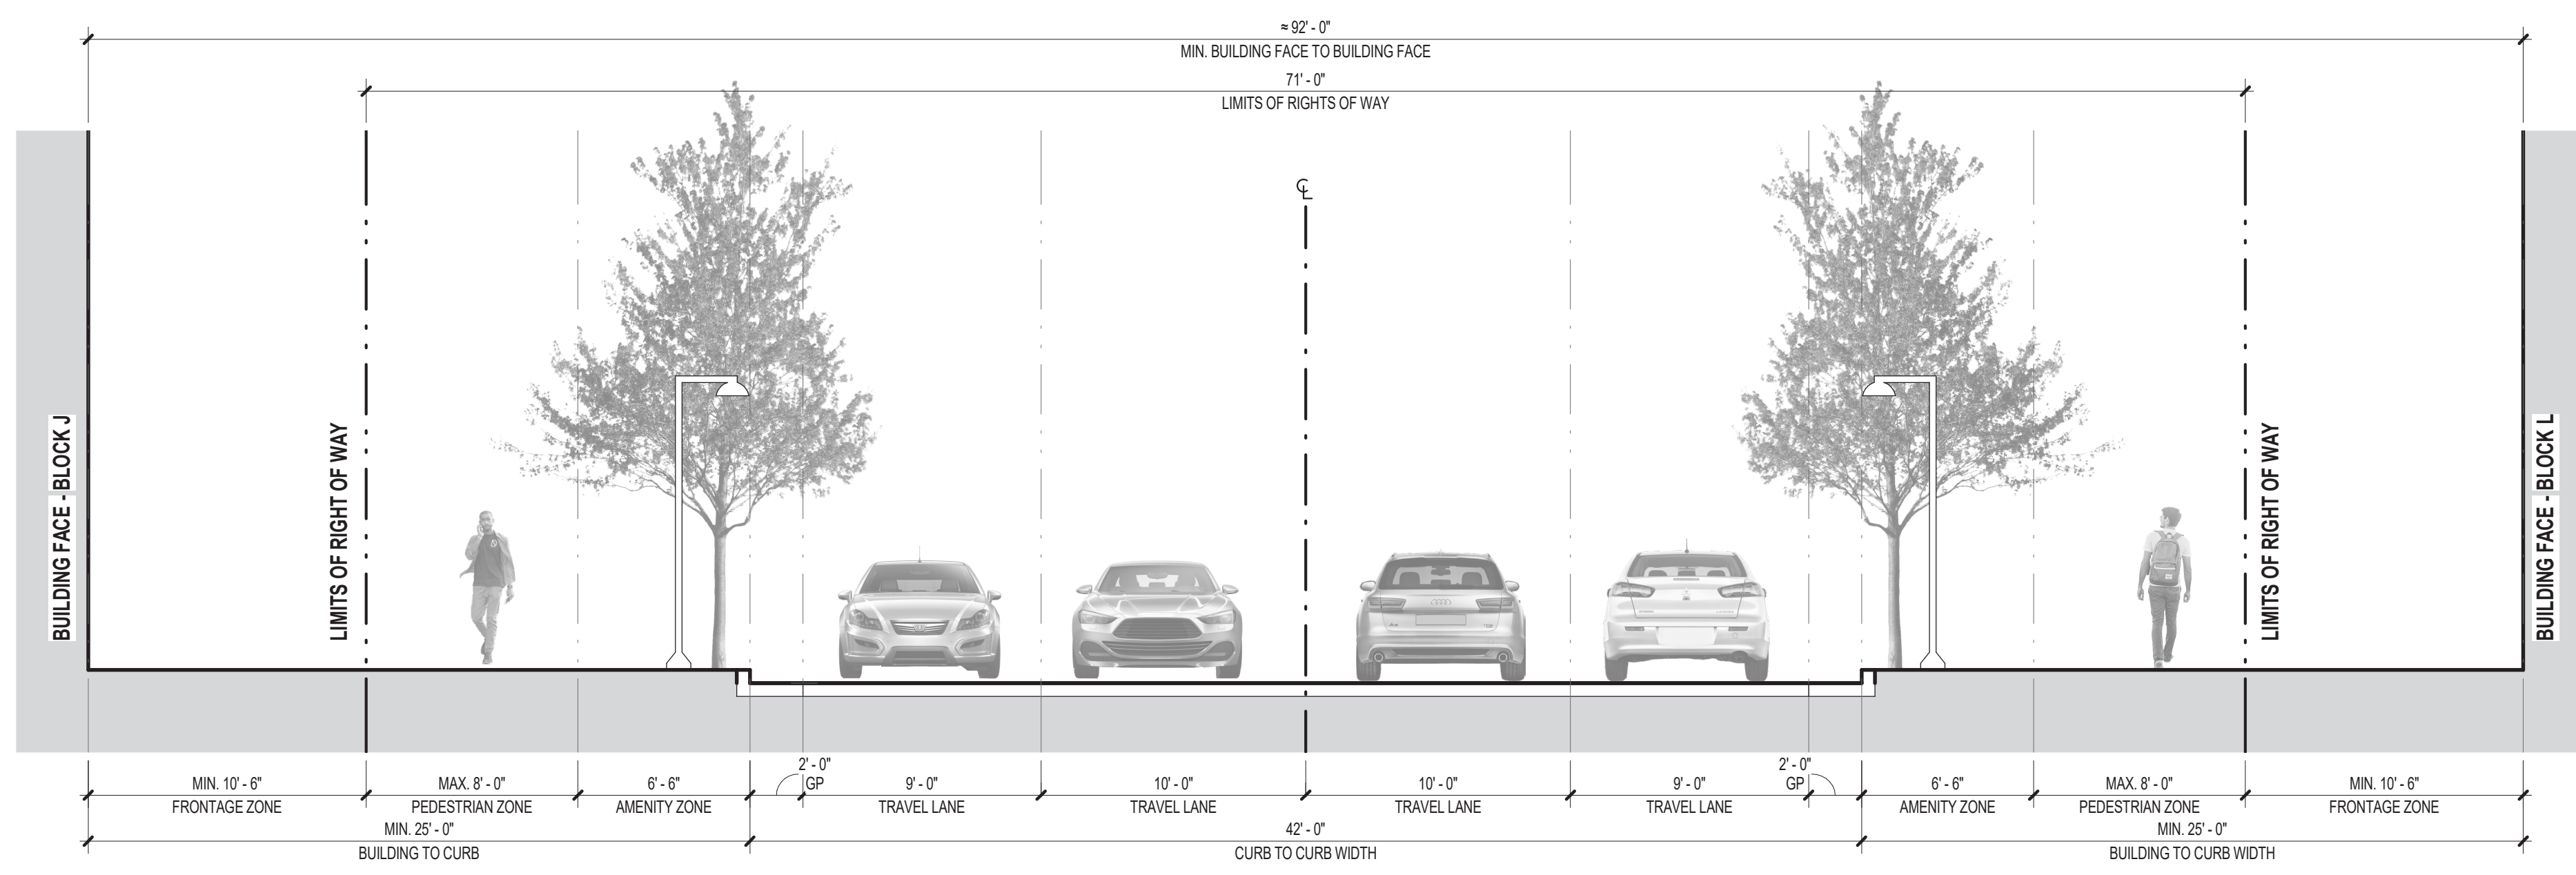 ≈ 92' - 0"
MIN. BUILDING FACE TO BUILDING FACE
71' - 0"
LIMITS OF RIGHTS OF WAY
℄
BUILDING FACE - BLOCK J
LIMITS OF RIGHT OF WAY
LIMITS OF RIGHT OF WAY
BUILDING FACE - BLOCK L
MIN. 10' - 6"
FRONTAGE ZONE
MAX. 8' - 0"
PEDESTRIAN ZONE
6' - 6"
AMENITY ZONE
2' - 0"
GP
9' - 0"
TRAVEL LANE
10' - 0"
TRAVEL LANE
10' - 0"
TRAVEL LANE
9' - 0"
TRAVEL LANE
2' - 0"
GP
6' - 6"
AMENITY ZONE
MAX. 8' - 0"
PEDESTRIAN ZONE
MIN. 10' - 6"
FRONTAGE ZONE
MIN. 25' - 0"
BUILDING TO CURB
42' - 0"
CURB TO CURB WIDTH
MIN. 25' - 0"
BUILDING TO CURB WIDTH